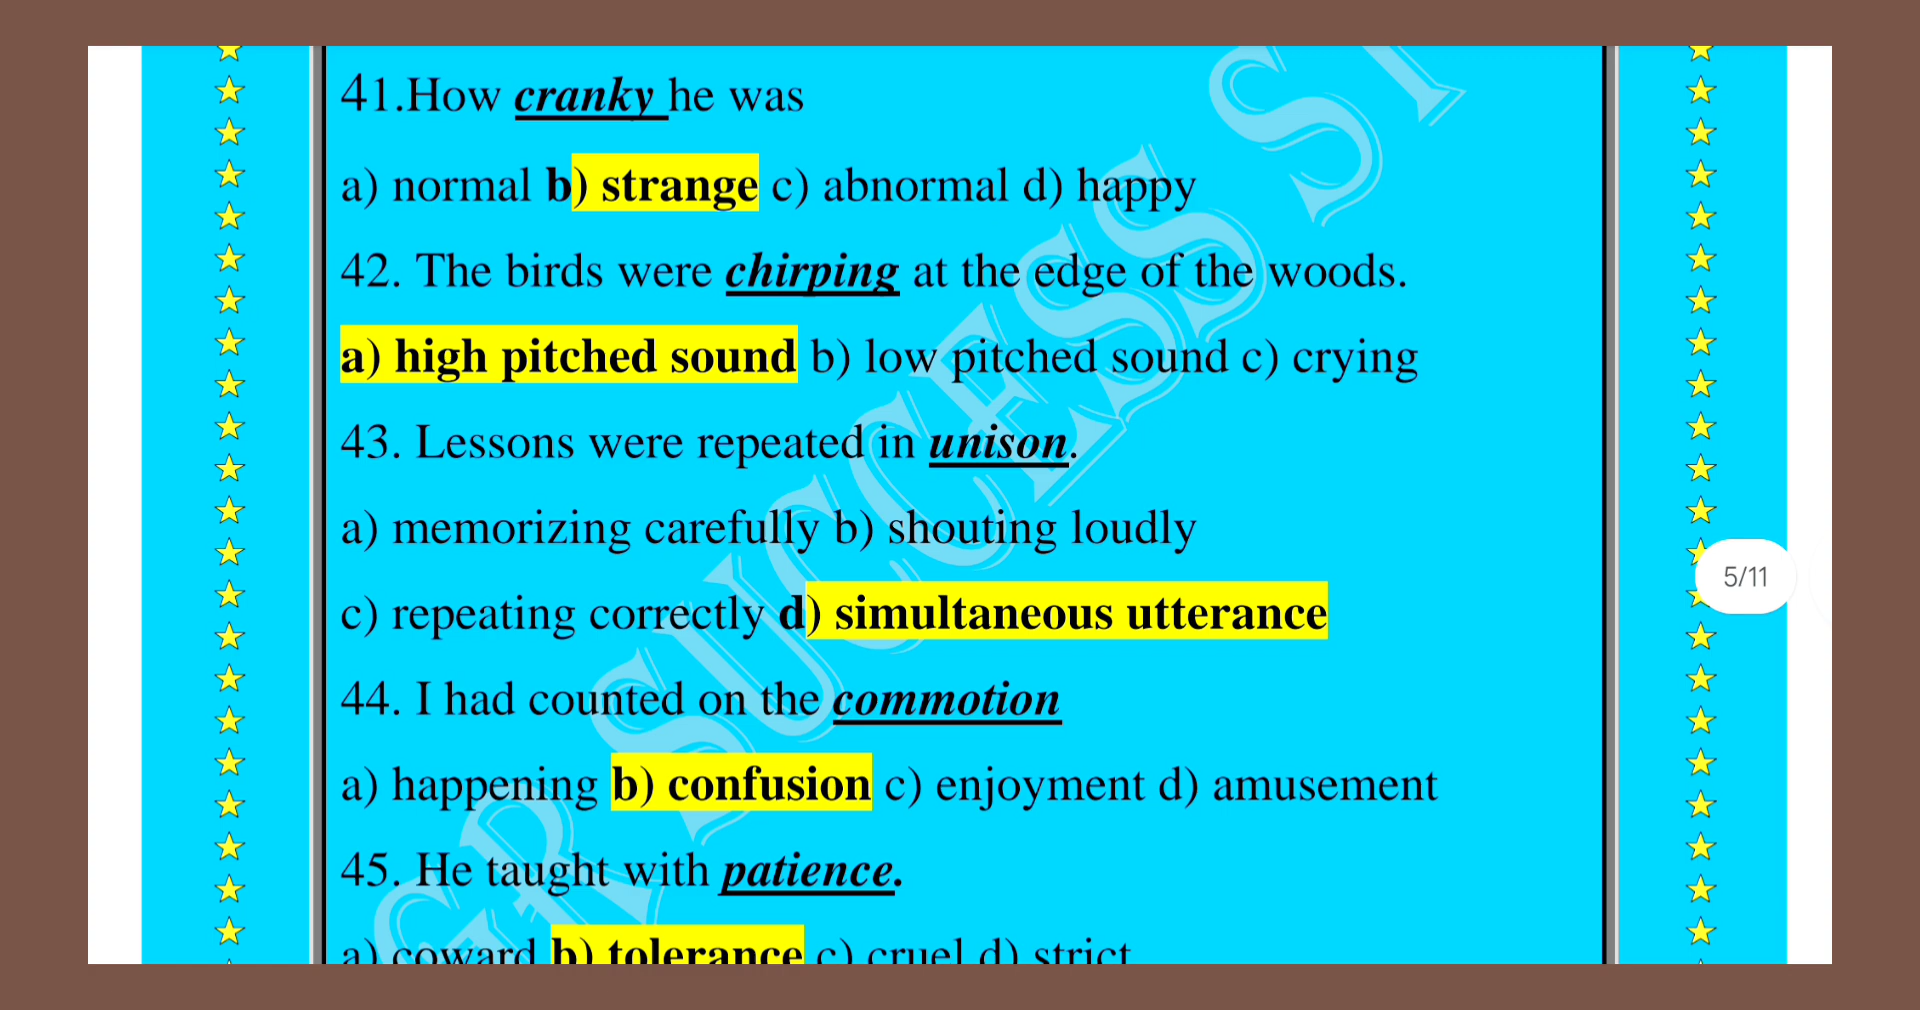 41.How cranky he was
a) normal b) strange c) abnormal d) happy
42. The birds were chirping at the edge of the woods.
a) high pitched sound b) low pitched sound c) crying
43. Lessons were repeated in unison.
a) memorizing carefully b) shouting loudly
c) repeating correctly d) simultaneous utterance
5/11
44. I had counted on the commotion
a) happening b) confusion c) enjoyment d) amusement
45. He taught with patience.
a) coward b) tolerance c) cruel d) strict
GR SUCCESS ST